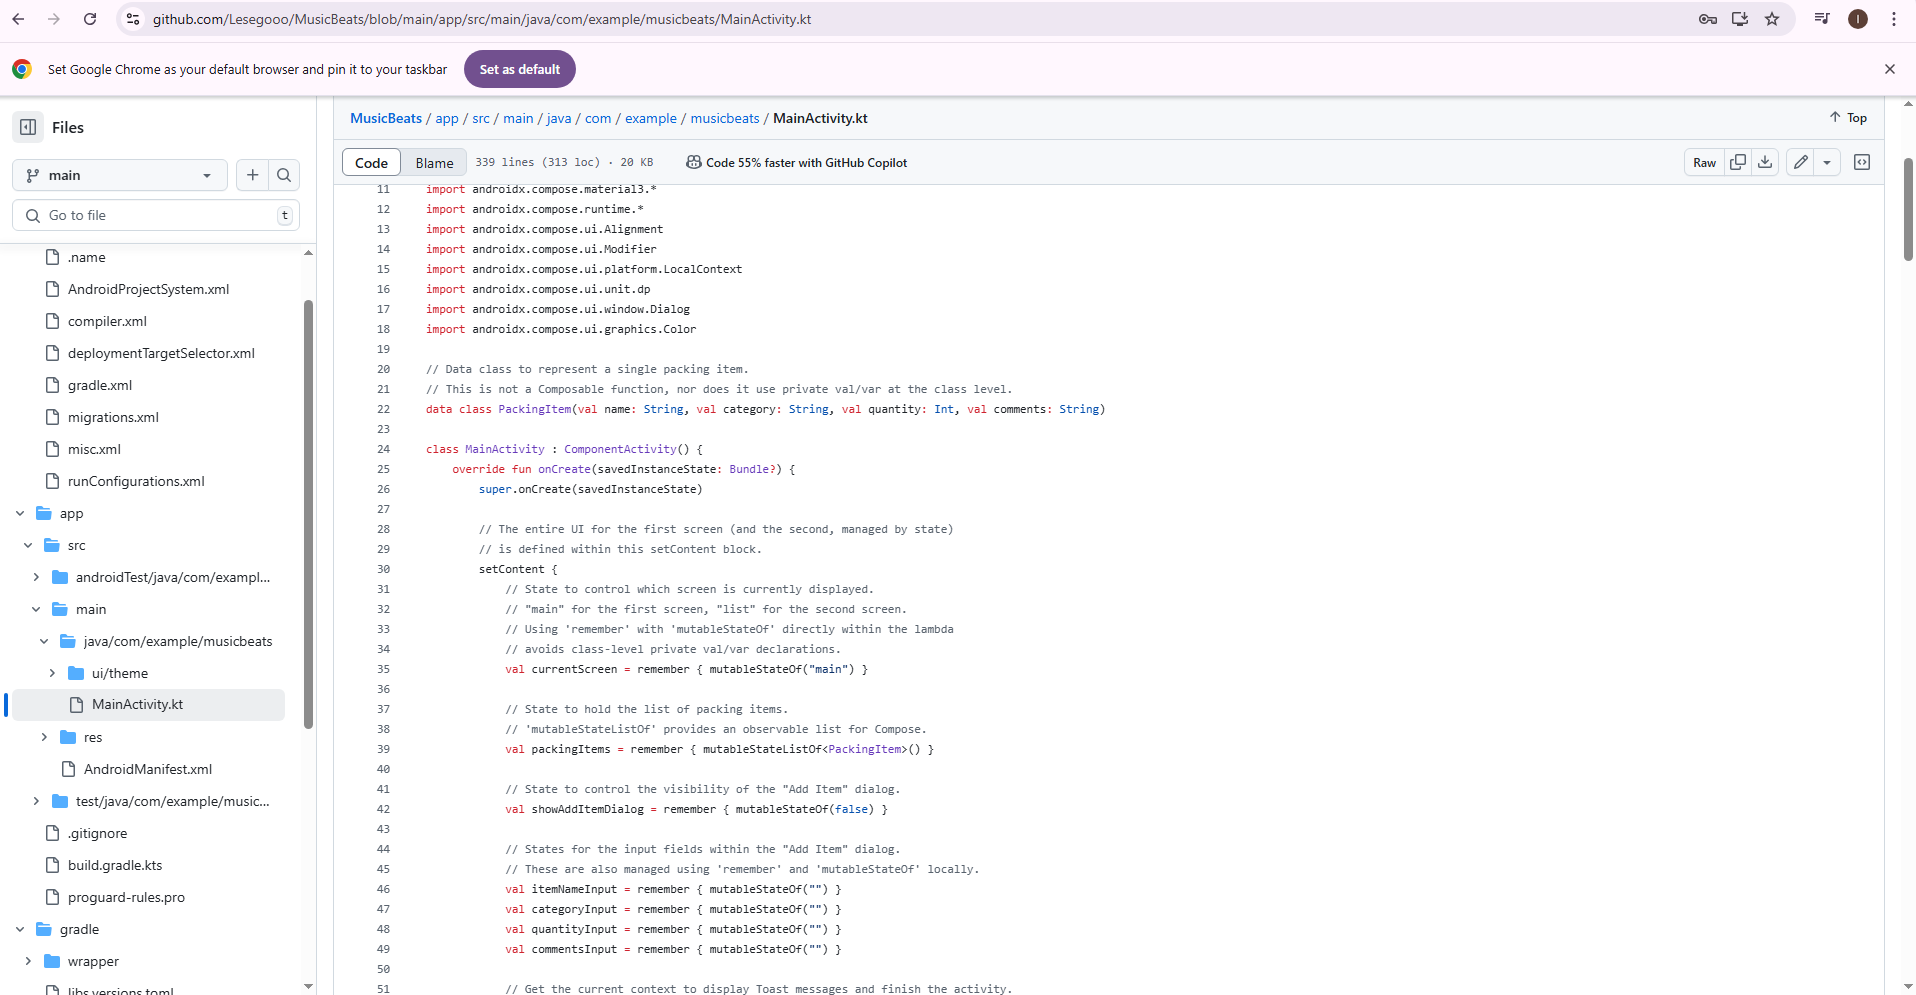 github.com/Lesegooo/MusicBeats/blob/main/app/src/main/java/com/example/musicbeats/MainActivity.kt
I
Set Google Chrome as your default browser and pin it to your taskbar
Set as default
Files
main
Go to file
t
.name
AndroidProjectSystem.xml
compiler.xml
deploymentTargetSelector.xml
gradle.xml
migrations.xml
misc.xml
runConfigurations.xml
app
src
androidTest/java/com/exampl...
main
java/com/example/musicbeats
ui/theme
MainActivity.kt
res
AndroidManifest.xml
test/java/com/example/music...
.gitignore
build.gradle.kts
proguard-rules.pro
gradle
wrapper
libs.versions.toml
MusicBeats / app / src / main / java / com / example / musicbeats / MainActivity.kt
Top
Code Blame 339 lines (313 loc) · 20 KB Code 55% faster with GitHub Copilot
Raw
11 import androidx.compose.material3.*
12 import androidx.compose.runtime.*
13 import androidx.compose.ui.Alignment
14 import androidx.compose.ui.Modifier
15 import androidx.compose.ui.platform.LocalContext
16 import androidx.compose.ui.unit.dp
17 import androidx.compose.ui.window.Dialog
18 import androidx.compose.ui.graphics.Color
19
20 // Data class to represent a single packing item.
21 // This is not a Composable function, nor does it use private val/var at the class level.
22 data class PackingItem(val name: String, val category: String, val quantity: Int, val comments: String)
23
24 class MainActivity : ComponentActivity() {
25 override fun onCreate(savedInstanceState: Bundle?) {
26 super.onCreate(savedInstanceState)
27
28 // The entire UI for the first screen (and the second, managed by state)
29 // is defined within this setContent block.
30 setContent {
31 // State to control which screen is currently displayed.
32 // "main" for the first screen, "list" for the second screen.
33 // Using 'remember' with 'mutableStateOf' directly within the lambda
34 // avoids class-level private val/var declarations.
35 val currentScreen = remember { mutableStateOf("main") }
36
37 // State to hold the list of packing items.
38 // 'mutableStateListOf' provides an observable list for Compose.
39 val packingItems = remember { mutableStateListOf<PackingItem>() }
40
41 // State to control the visibility of the "Add Item" dialog.
42 val showAddItemDialog = remember { mutableStateOf(false) }
43
44 // States for the input fields within the "Add Item" dialog.
45 // These are also managed using 'remember' and 'mutableStateOf' locally.
46 val itemNameInput = remember { mutableStateOf("") }
47 val categoryInput = remember { mutableStateOf("") }
48 val quantityInput = remember { mutableStateOf("") }
49 val commentsInput = remember { mutableStateOf("") }
50
51 // Get the current context to display Toast messages and finish the activity.